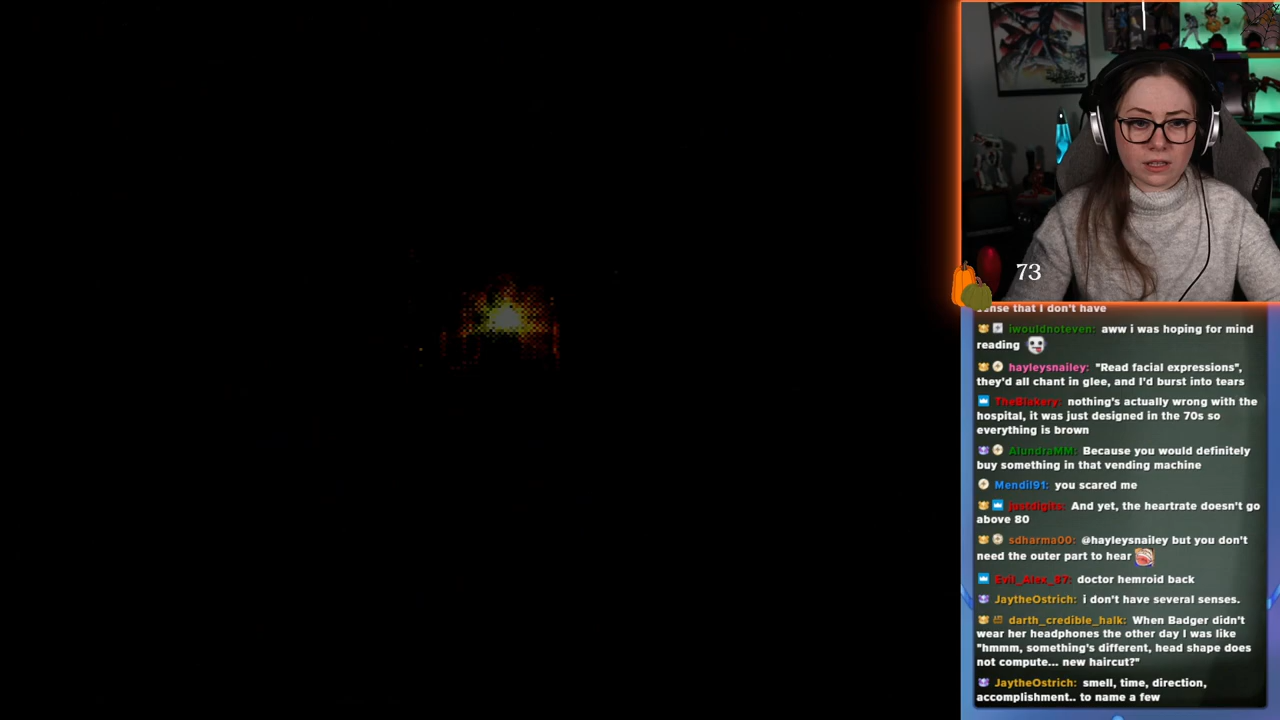 73
sense that I don't have
iwouldnoteven: aww i was hoping for mind
reading
hayleysnailey: "Read facial expressions",
they'd all chant in glee, and I'd burst into tears
TheBlakery: nothing's actually wrong with the
hospital, it was just designed in the 70s so
everything is brown
AlundraMM: Because you would definitely
buy something in that vending machine
Mendil91: you scared me
justdigits: And yet, the heartrate doesn't go
above 80
sdharma00: @hayleysnailey but you don't
need the outer part to hear
Evil_Alex_87: doctor hemroid back
JaytheOstrich: i don't have several senses.
darth_credible_halk: When Badger didn't
wear her headphones the other day I was like
"hmmm, something's different, head shape does
not compute... new haircut?"
JaytheOstrich: smell, time, direction,
accomplishment.. to name a few